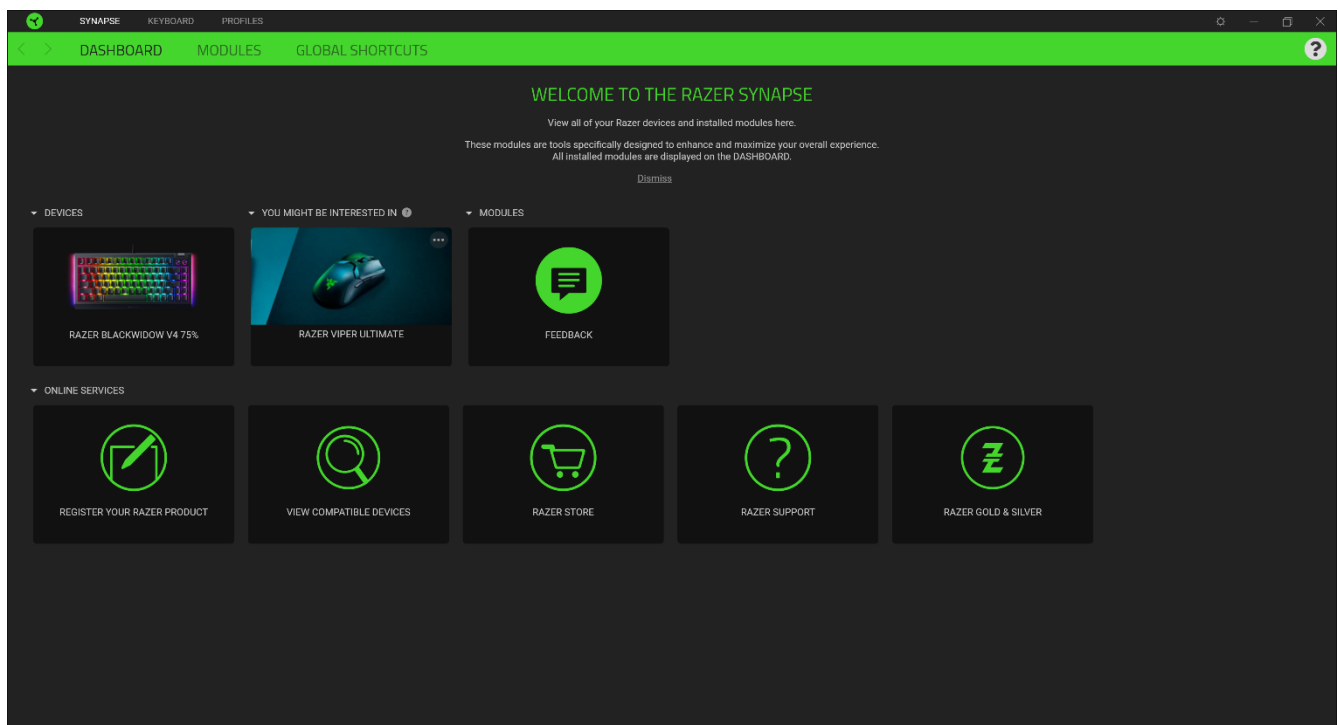 SYNAPSE KEYBOARD PROFILES
DASHBOARD MODULES GLOBAL SHORTCUTS
?
WELCOME TO THE RAZER SYNAPSE
View all of your Razer devices and installed modules here.
These modules are tools specifically designed to enhance and maximize your overall experience.
All installed modules are displayed on the DASHBOARD.
Dismiss
DEVICES
YOU MIGHT BE INTERESTED IN ?
MODULES
RAZER BLACKWIDOW V4 75%
RAZER VIPER ULTIMATE
FEEDBACK
ONLINE SERVICES
REGISTER YOUR RAZER PRODUCT
VIEW COMPATIBLE DEVICES
RAZER STORE
?
RAZER SUPPORT
RAZER GOLD & SILVER